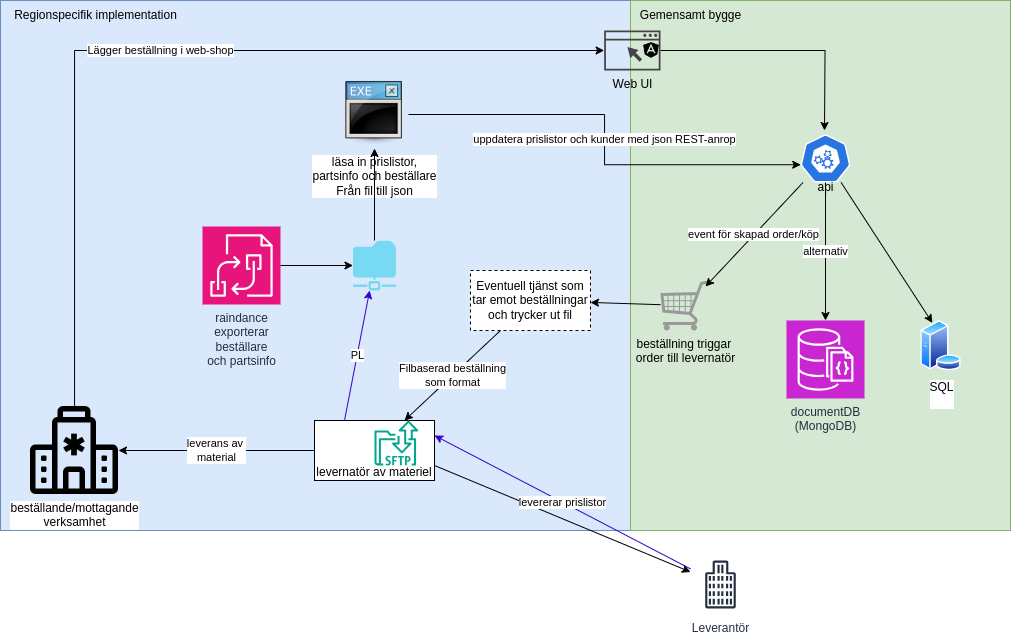 Regionspecifik implementation
Gemensamt bygge
Lägger beställning i web-shop
Web UI
EXE
uppdatera prislistor och kunder med json REST-anrop
läsa in prislistor,
partsinfo och beställare
Från fil till json
api
event för skapad order/köp
alternativ
raindance
exporterar
beställare
och partsinfo
Eventuell tjänst som
tar emot beställningar
och trycker ut fil
beställning triggar
order till levernatör
PL
Filbaserad beställning
som format
documentDB
(MongoDB)
SQL
leverans av
material
SFTP
levernatör av materiel
beställande/mottagande
verksamhet
levererar prislistor
Leverantör